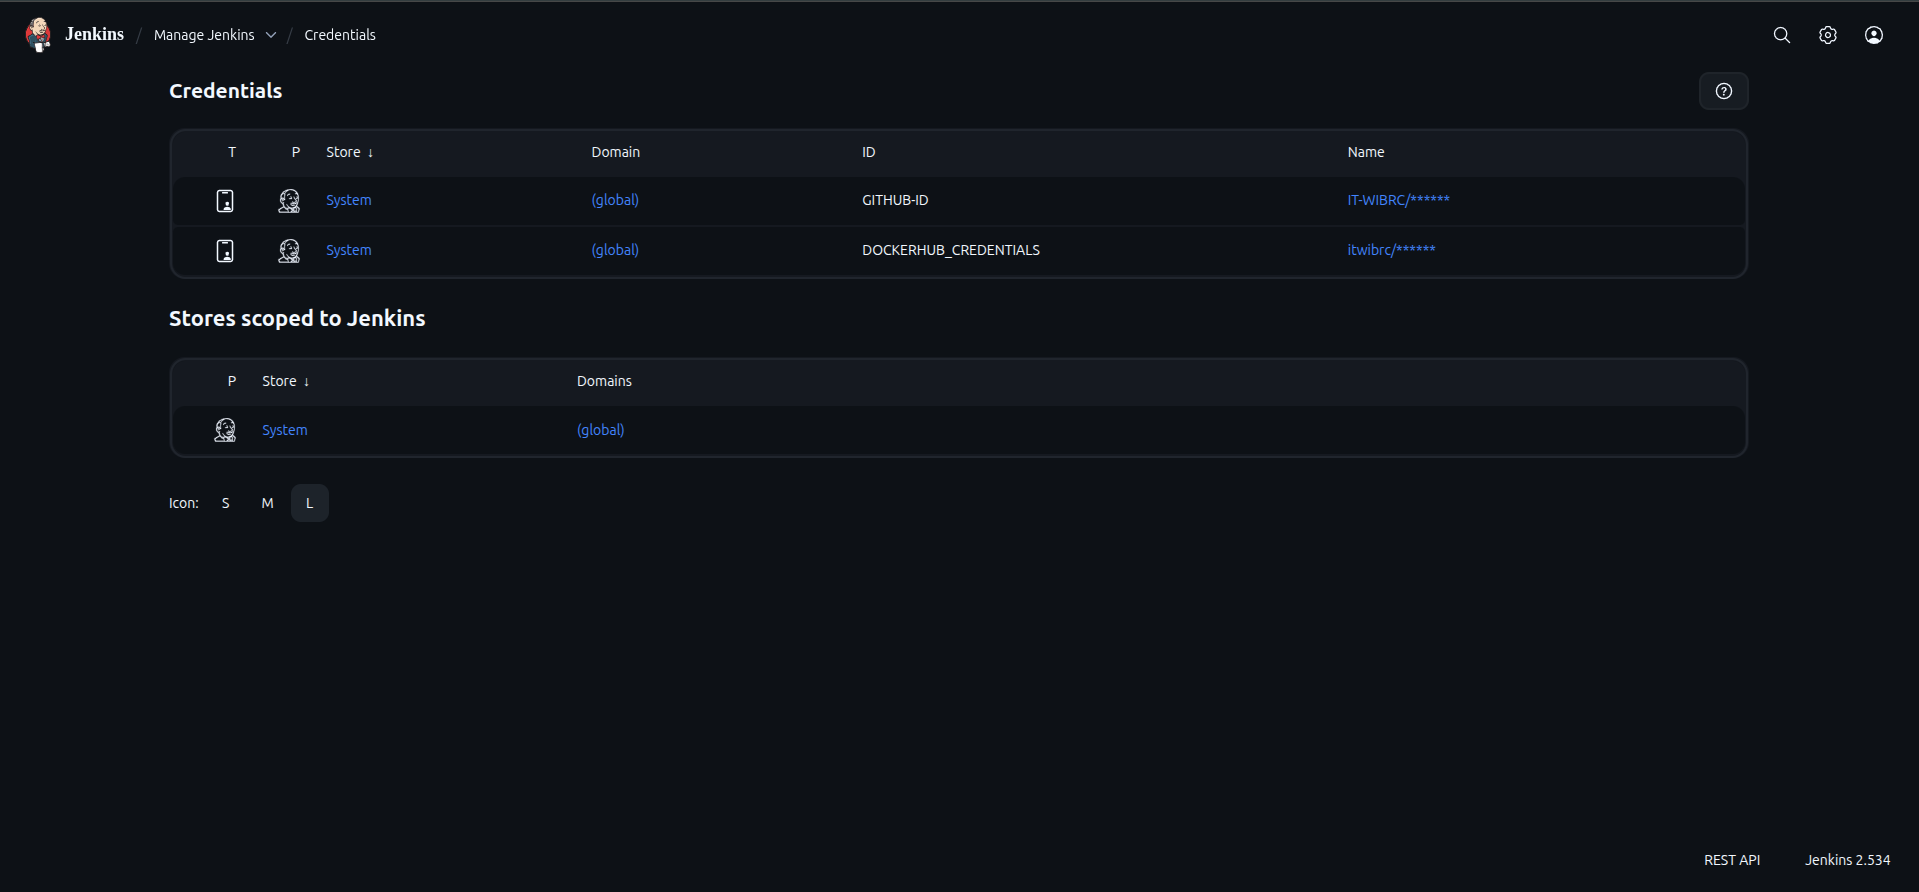 Jenkins / Manage Jenkins / Credentials
Credentials
T P Store ↓ Domain ID Name
System (global) GITHUB-ID IT-WIBRC/******
System (global) DOCKERHUB_CREDENTIALS itwibrc/******
Stores scoped to Jenkins
P Store ↓ Domains
System (global)
Icon: S M L
REST API Jenkins 2.534